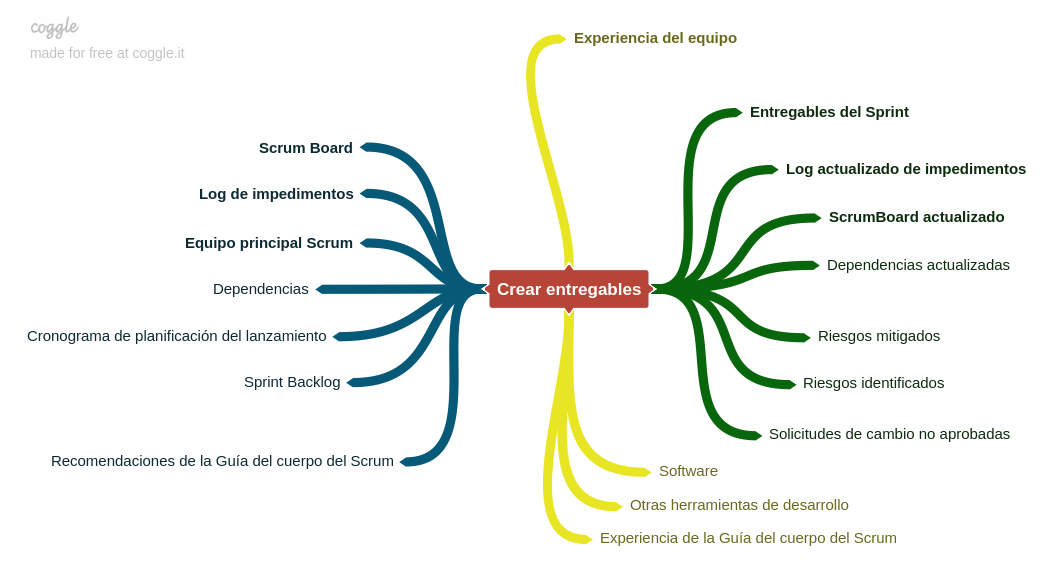 coggle
made for free at coggle.it
Experiencia del equipo
Scrum Board
Log de impedimentos
Equipo principal Scrum
Dependencias
Cronograma de planificación del lanzamiento
Sprint Backlog
Recomendaciones de la Guía del cuerpo del Scrum
Crear entregables
Entregables del Sprint
Log actualizado de impedimentos
ScrumBoard actualizado
Dependencias actualizadas
Riesgos mitigados
Riesgos identificados
Solicitudes de cambio no aprobadas
Software
Otras herramientas de desarrollo
Experiencia de la Guía del cuerpo del Scrum